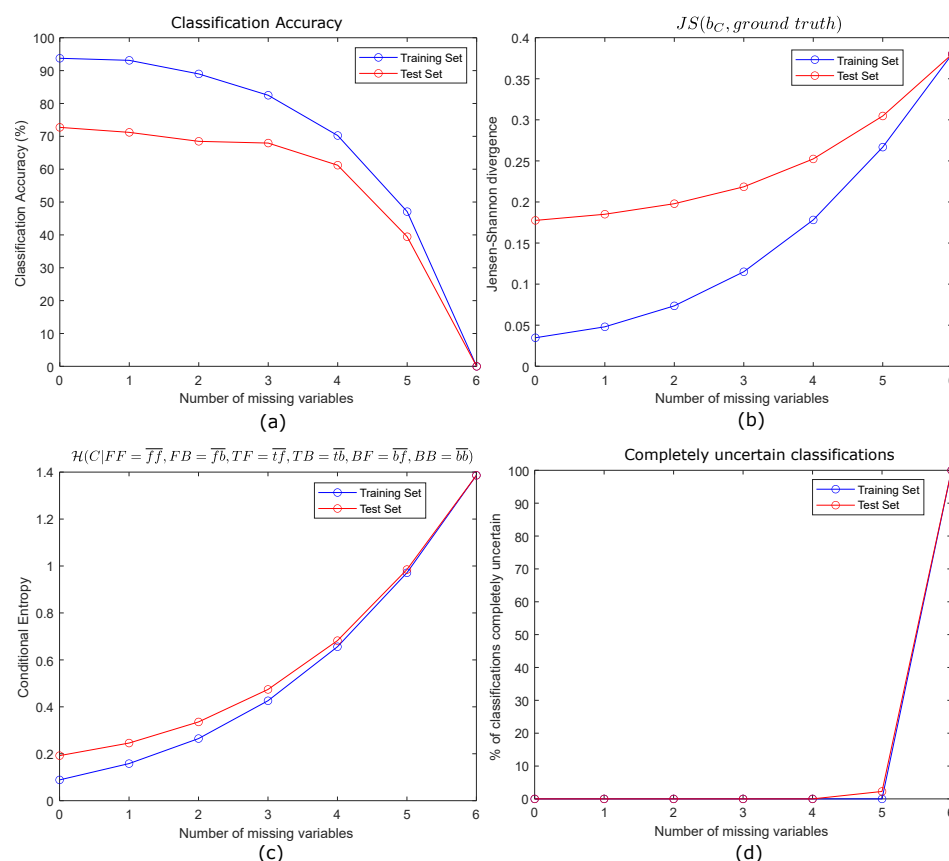 Classification Accuracy
100
90
80
70
60
50
40
30
20
10
0
Classification Accuracy (%)
Training Set
Test Set
0 1 2 3 4 5 6
Number of missing variables
(a)
JS(b_C, ground truth)
0.4
0.35
0.3
0.25
0.2
0.15
0.1
0.05
0
Jensen-Shannon divergence
Training Set
Test Set
0 1 2 3 4 5 6
Number of missing variables
(b)
ℋ(C|FF = f̅f̅, FB = f̅b̅, TF = t̅f̅, TB = t̅b̅, BF = b̅f̅, BB = b̅b̅)
1.4
1.2
1
0.8
0.6
0.4
0.2
0
Conditional Entropy
Training Set
Test Set
0 1 2 3 4 5 6
Number of missing variables
(c)
Completely uncertain classifications
100
90
80
70
60
50
40
30
20
10
0
% of classifications completely uncertain
Training Set
Test Set
0 1 2 3 4 5 6
Number of missing variables
(d)